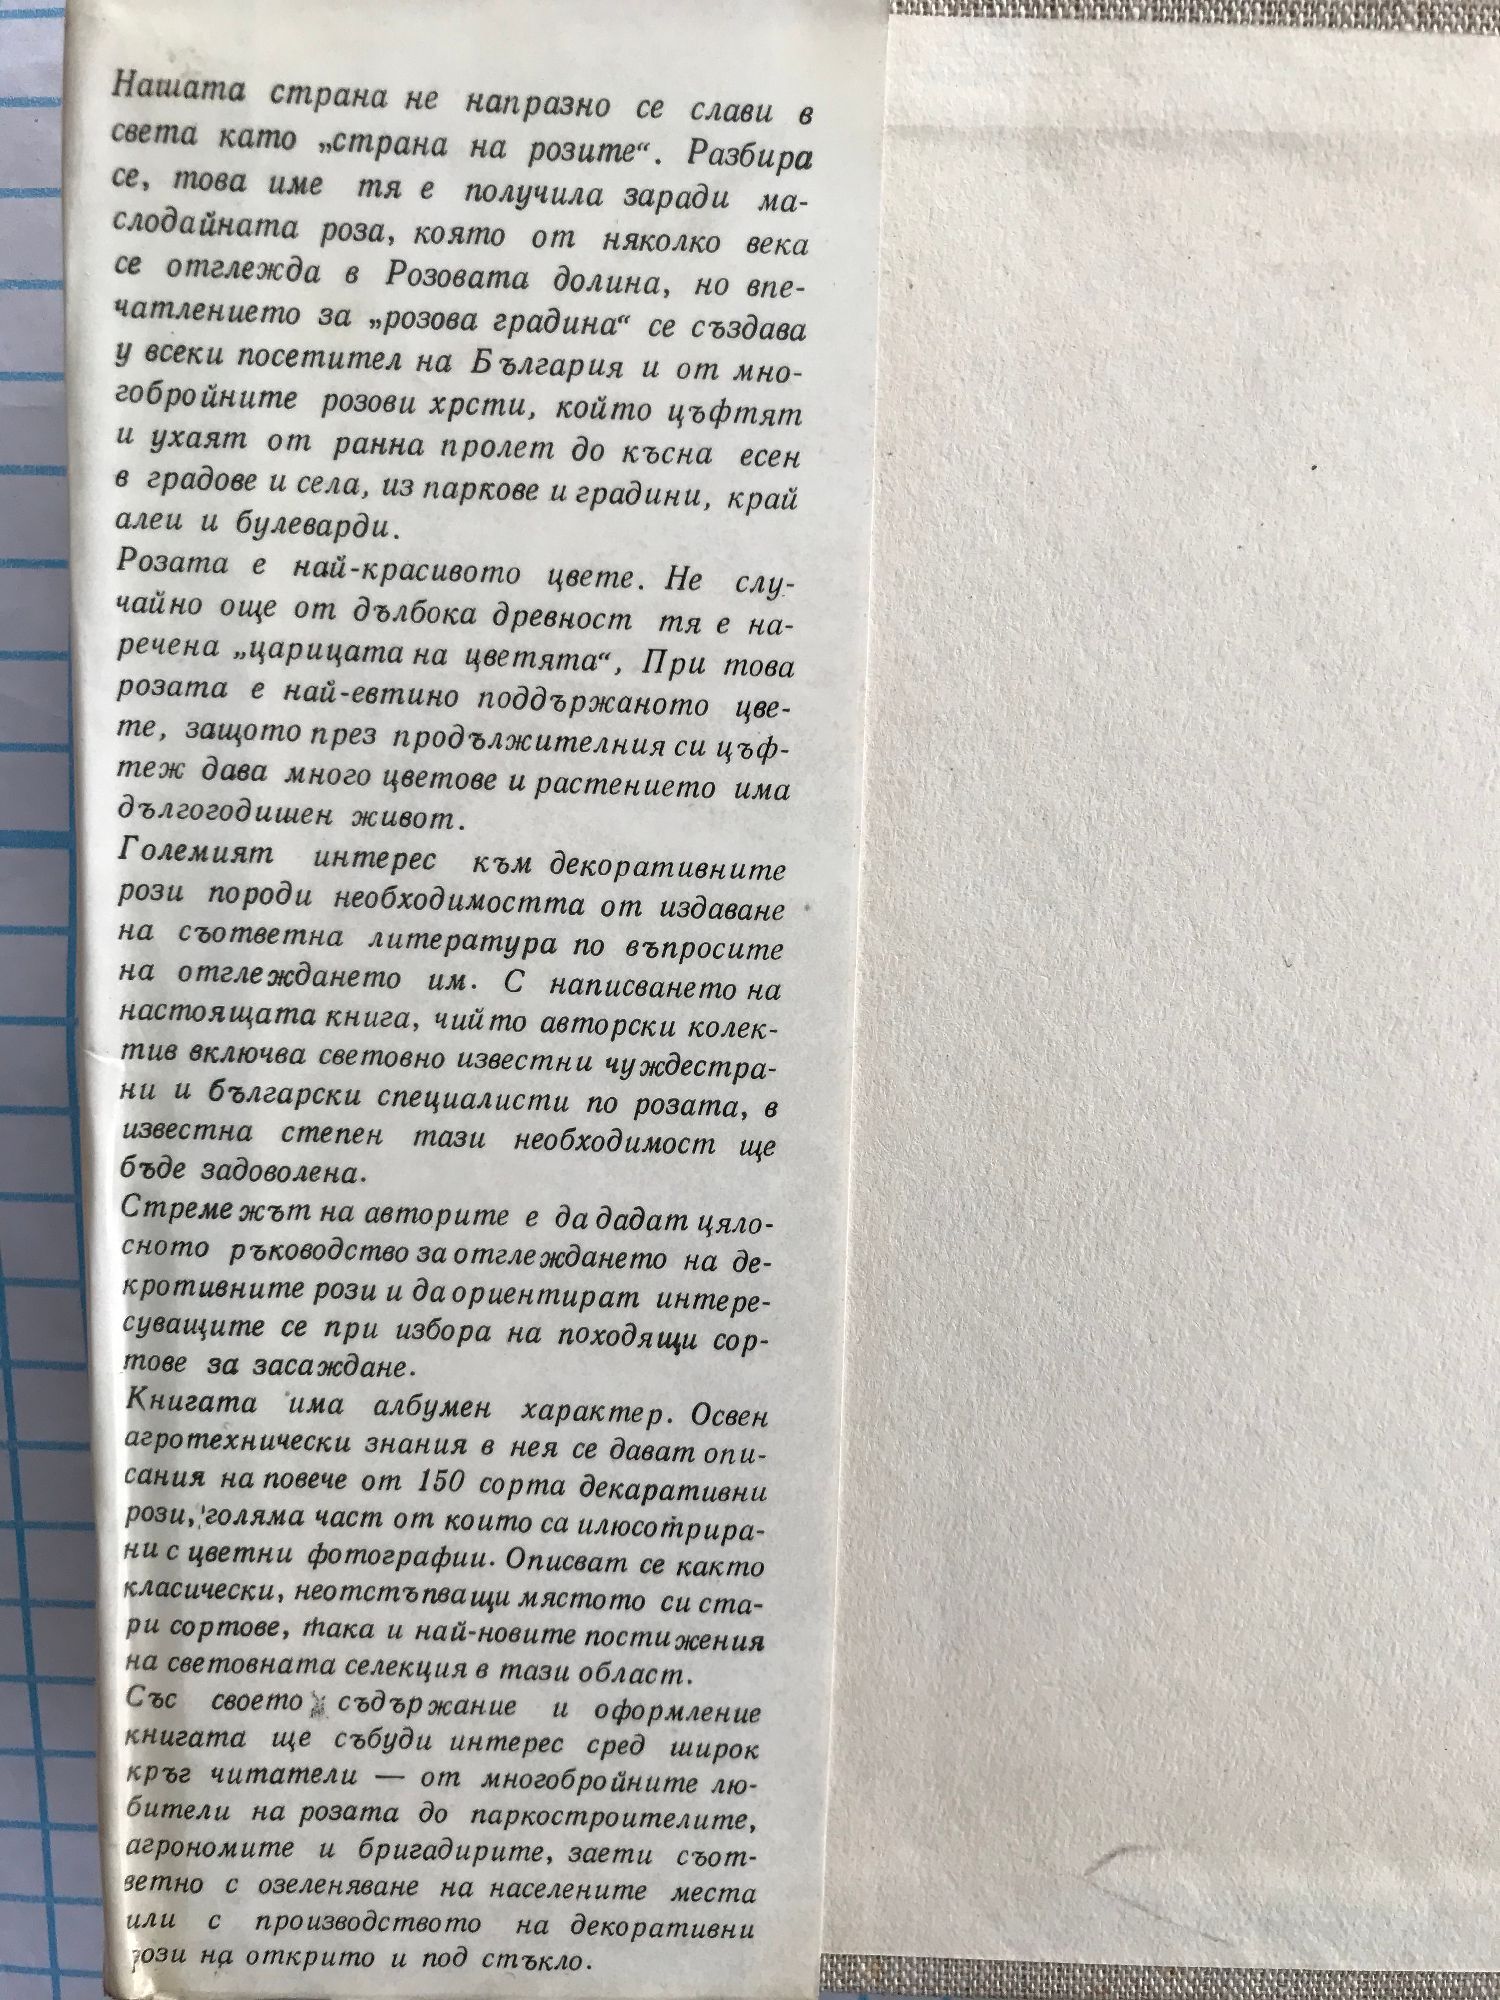 Нашата страна не напразно се слави в
света като „страна на розите“. Разбира
се, това име тя е получила заради ма-
слодайната роза, която от няколко века
се отглежда в Розовата долина, но впе-
чатлението за „розова градина“ се създава
у всеки посетител на България и от мно-
гобройните розови хрсти, който цъфтят
и ухаят от ранна пролет до късна есен
в градове и села, из паркове и градини, край
алеи и булеварди.
Розата е най-красивото цвете. Не слу-
чайно още от дълбока древност тя е на-
речена „царицата на цветята“, При това
розата е най-евтино поддържаното цве-
те, защото през продължителния си цъф-
теж дава много цветове и растението има
дългогодишен живот.
Големият интерес към декоративните
рози породи необходимостта от издаване
на съответна литература по въпросите
на отглеждането им. С написването на
настоящата книга, чийто авторски колек-
тив включва световно известни чуждестра-
ни и български специалисти по розата, в
известна степен тази необходимост ще
бъде задоволена.
Стремежът на авторите е да дадат цяло-
сното ръководство за отглеждането на де-
кротивните рози и да ориентират интере-
суващите се при избора на походящи сор-
тове за засаждане.
Книгата има албумен характер. Освен
агротехнически знания в нея се дават опи-
сания на повече от 150 сорта декаративни
рози, голяма част от които са илюсотрира-
ни с цветни фотографии. Описват се както
класически, неотстъпващи мястото си ста-
ри сортове, така и най-новите постижения
на световната селекция в тази област.
Със своето съдържание и оформление
книгата ще събуди интерес сред широк
кръг читатели — от многобройните лю-
бители на розата до паркостроителите,
агрономите и бригадирите, заети съот-
ветно с озеленяване на населените места
или с производството на декоративни
рози на открито и под стъкло.